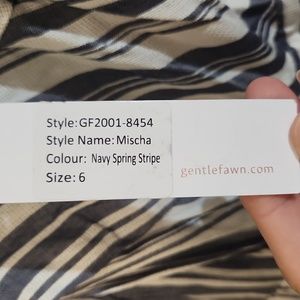 Style:GF2001-8454
Style Name:Mischa
Colour: Navy Spring Stripe
Size:6
gentlefawn.com